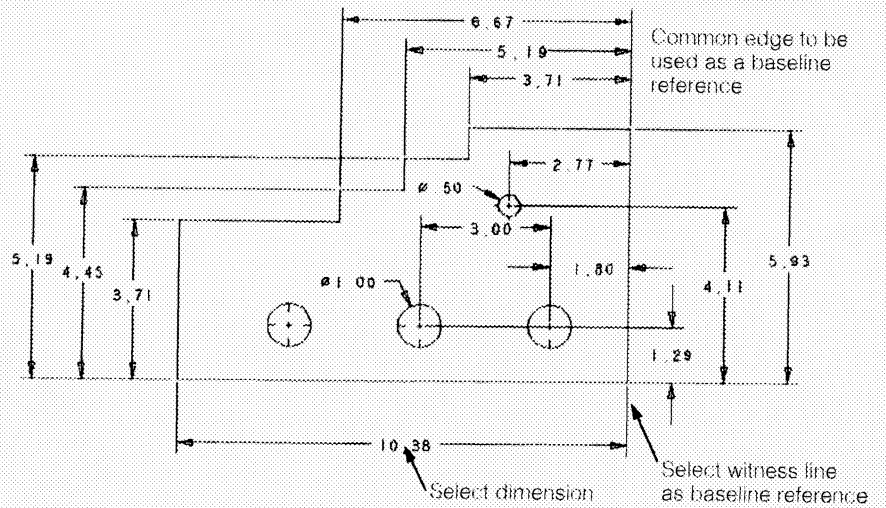 6.67
5.19
3.71
Common edge to be
used as a baseline
reference
2.77
ø 50
3.00
1.80
5.19
4.45
3.71
ø1 00
4.11
5.93
1.29
10.38
Select dimension
Select witness line
as baseline reference